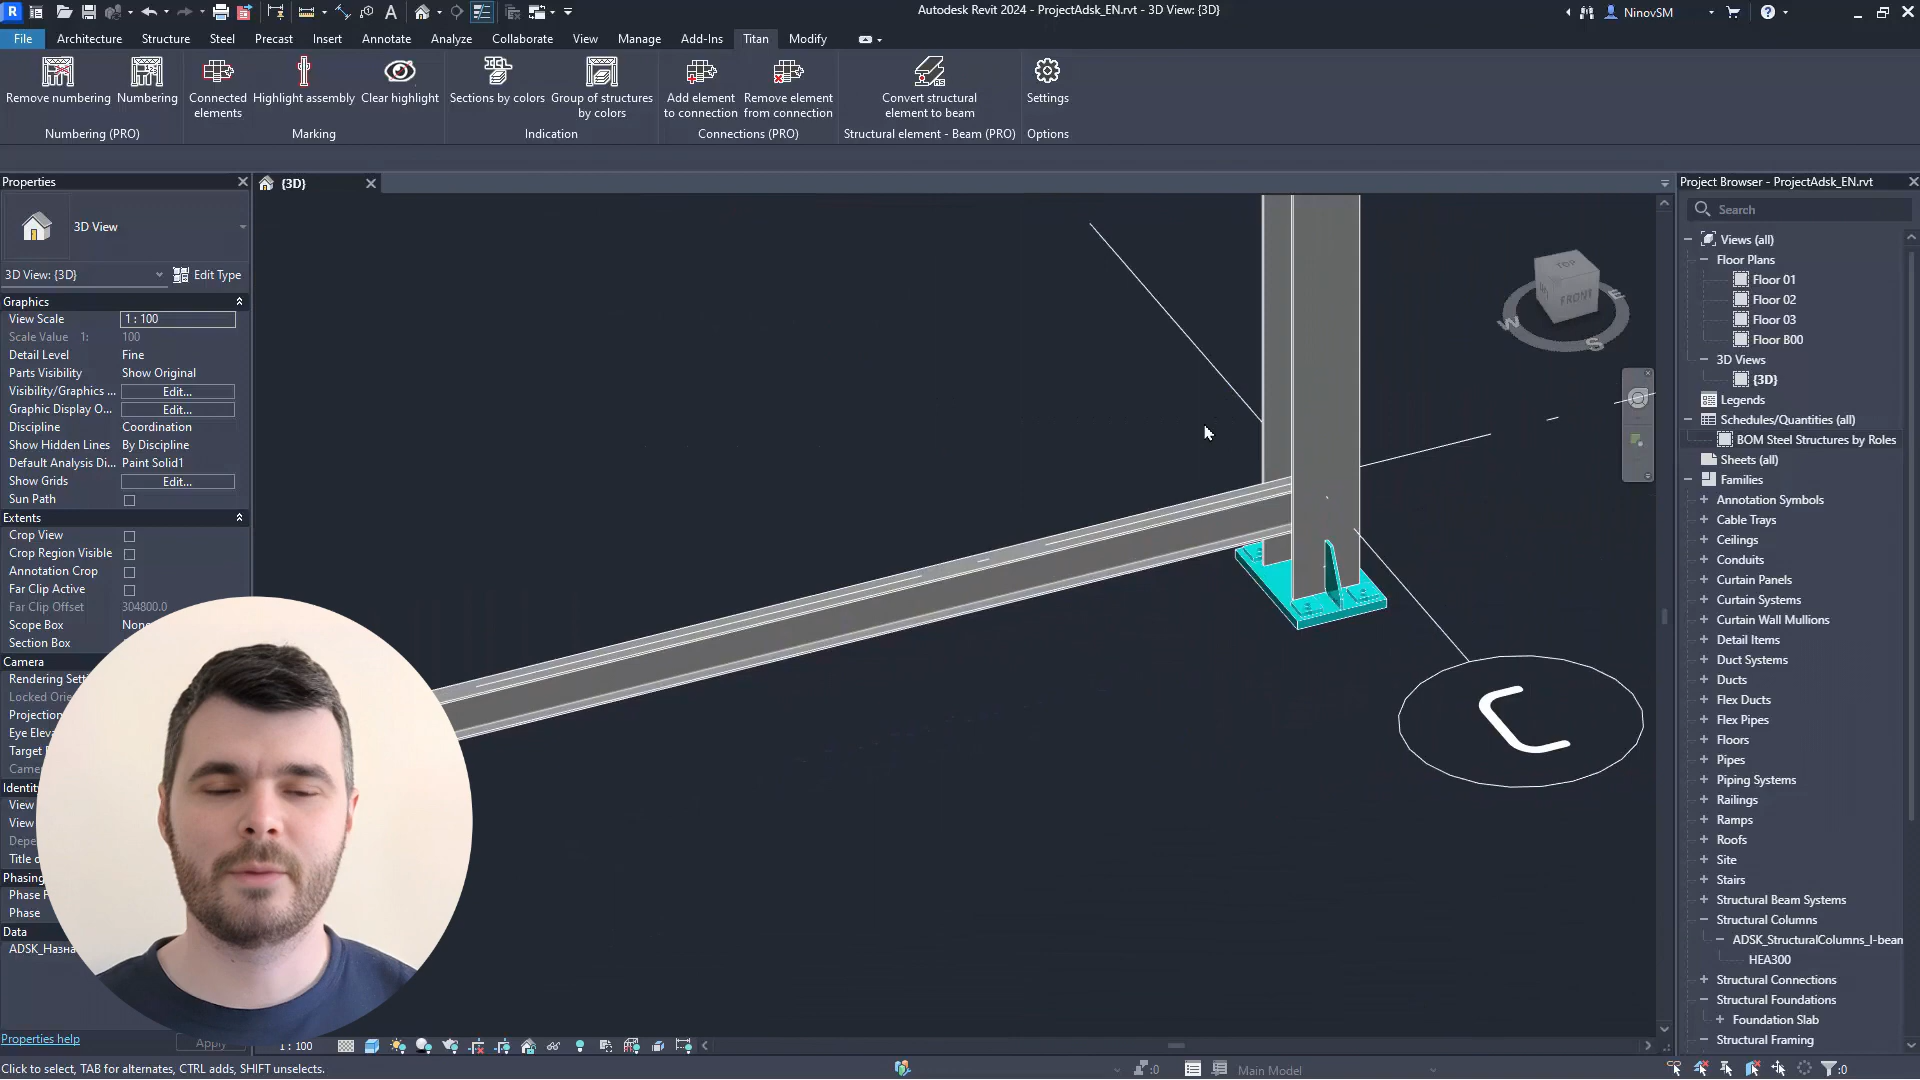 Autodesk Revit 2024 - ProjectAdsk_EN.rvt - 3D View: {3D}
NinovSM
File Architecture Structure Steel Precast Insert Annotate Analyze Collaborate View Manage Add-Ins Titan Modify
Remove numbering
Numbering
Connected elements
Highlight assembly
Clear highlight
Sections by colors
Group of structures by colors
Add element to connection
Remove element from connection
Convert structural element to beam
Settings
Numbering (PRO)
Marking
Indication
Connections (PRO)
Structural element - Beam (PRO)
Options
Properties
3D View
3D View: {3D}
Edit Type
Graphics
View Scale 1 : 100
Scale Value 1: 100
Detail Level Fine
Parts Visibility Show Original
Visibility/Graphics ... Edit...
Graphic Display O... Edit...
Discipline Coordination
Show Hidden Lines By Discipline
Default Analysis Di... Paint Solid1
Show Grids Edit...
Sun Path
Extents
Crop View
Crop Region Visible
Annotation Crop
Far Clip Active
Far Clip Offset 304800.0
Scope Box
Section Box
Camera
View
View
Phase
Data
Properties help
Apply
{3D}
TOP
FRONT
W
S
E
C
1 : 100
Project Browser - ProjectAdsk_EN.rvt
Search
Views (all)
Floor Plans
Floor 01
Floor 02
Floor 03
Floor B00
3D Views
{3D}
Legends
Schedules/Quantities (all)
BOM Steel Structures by Roles
Sheets (all)
Families
Annotation Symbols
Cable Trays
Ceilings
Conduits
Curtain Panels
Curtain Systems
Curtain Wall Mullions
Detail Items
Duct Systems
Ducts
Flex Ducts
Flex Pipes
Floors
Pipes
Piping Systems
Railings
Ramps
Roofs
Site
Stairs
Structural Beam Systems
Structural Columns
ADSK_StructuralColumns_I-bean
HEA300
Structural Connections
Structural Foundations
Foundation Slab
Structural Framing
Click to select, TAB for alternates, CTRL adds, SHIFT unselects.
:0
Main Model
:0